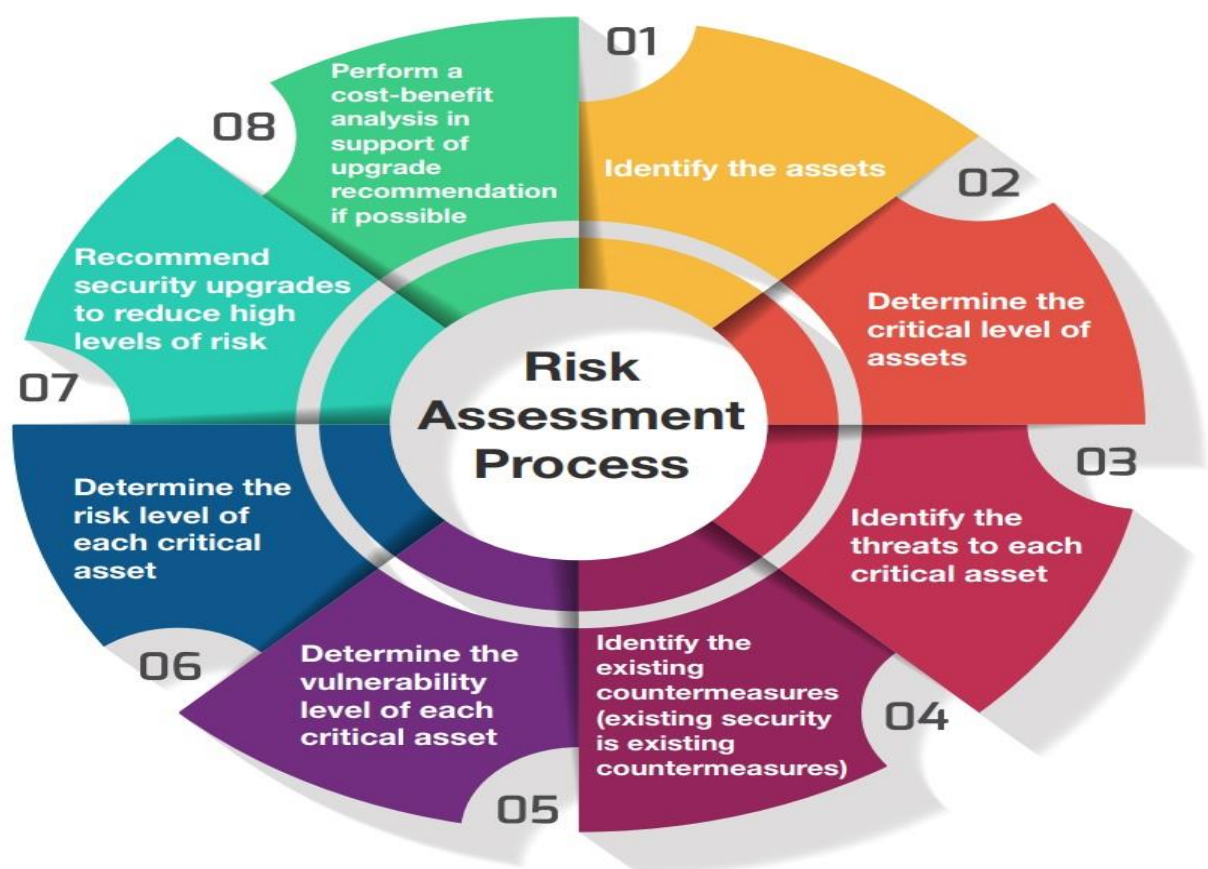 Risk
Assessment
Process
01
Identify the assets
02
Determine the
critical level of
assets
03
Identify the
threats to each
critical asset
04
Identify the
existing
countermeasures
(existing security
is existing
countermeasures)
05
Determine the
vulnerability
level of each
critical asset
06
Determine the
risk level of
each critical
asset
07
Recommend
security upgrades
to reduce high
levels of risk
08
Perform a
cost-benefit
analysis in
support of
upgrade
recommendation
if possible